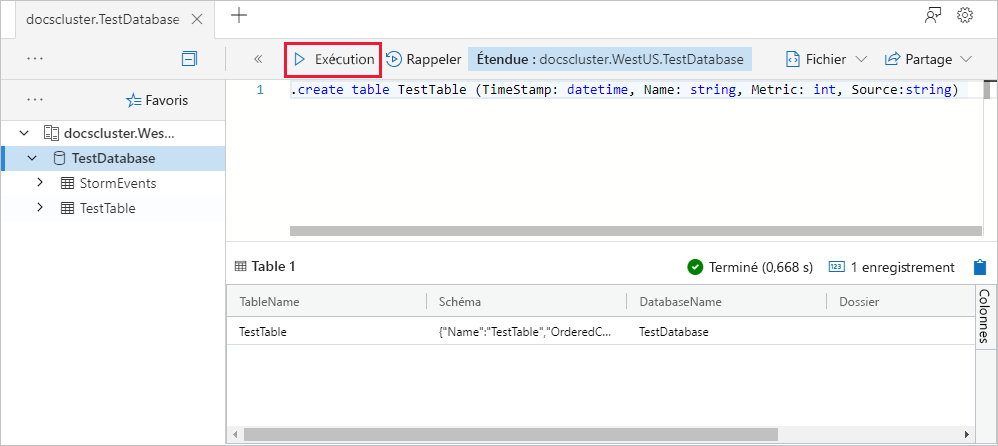 docscluster.TestDatabase
Exécution Rappeler Étendue : docscluster.WestUS.TestDatabase Fichier Partage
Favoris
docscluster.Wes...
TestDatabase
StormEvents
TestTable
1 .create table TestTable (TimeStamp: datetime, Name: string, Metric: int, Source:string)
Table 1 Terminé (0,668 s) 123 1 enregistrement
TableName Schéma DatabaseName Dossier
TestTable {"Name":"TestTable","OrderedC... TestDatabase
Colonnes